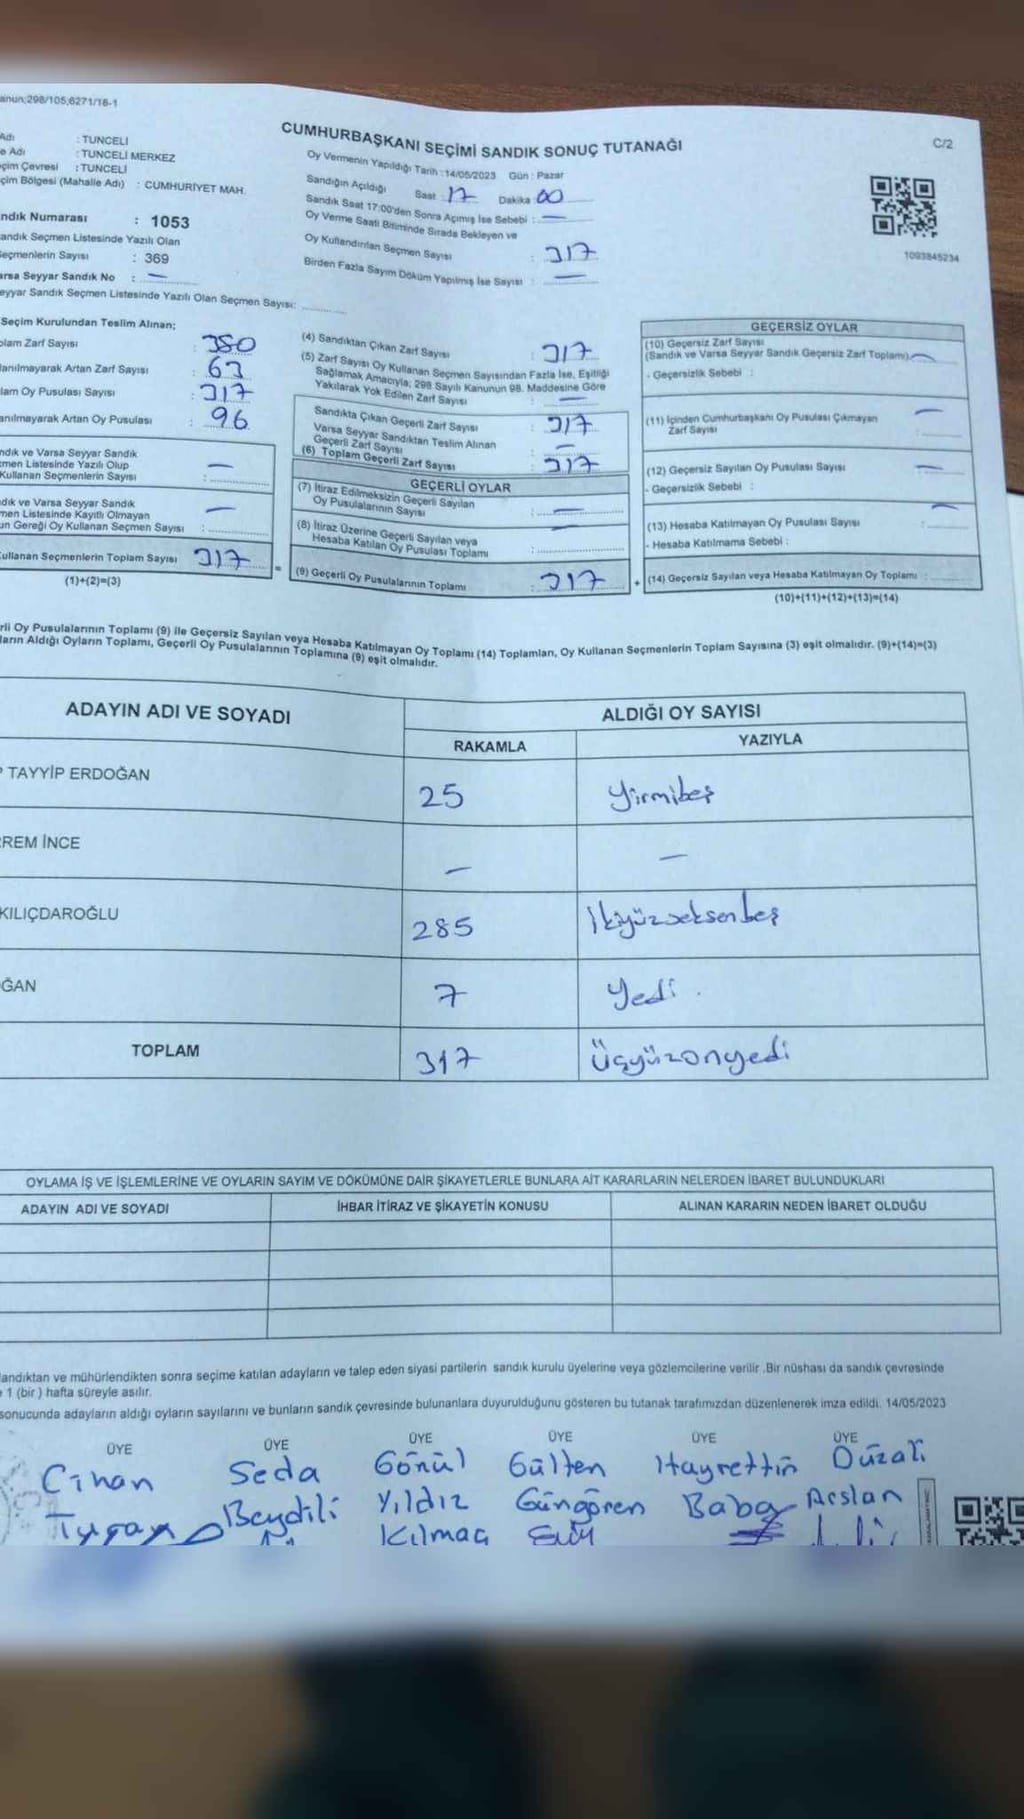 anun;298/105;6271/16-1
C/2
CUMHURBAŞKANI SEÇİMİ SANDIK SONUÇ TUTANAĞI
Adı : TUNCELİ
e Adı : TUNCELİ MERKEZ
çim Çevresi : TUNCELİ
çim Bölgesi (Mahalle Adı) : CUMHURİYET MAH.
ndık Numarası : 1053
andık Seçmen Listesinde Yazılı Olan
Seçmenlerin Sayısı : 369
arsa Seyyar Sandık No : —
eyyar Sandık Seçmen Listesinde Yazılı Olan Seçmen Sayısı:
Oy Vermenin Yapıldığı Tarih : 14/05/2023 Gün : Pazar
Sandığın Açıldığı Saat : 17 Dakika 00
Sandık Saat 17:00'den Sonra Açımış İse Sebebi : —
Oy Verme Saati Bitiminde Sırada Bekleyen ve
Oy Kullandırılan Seçmen Sayısı : 317
Birden Fazla Sayım Döküm Yapılmış İse Sayısı : —
1093845234
Seçim Kurulundan Teslim Alınan;
plam Zarf Sayısı : 380
lanılmayarak Artan Zarf Sayısı : 63
lam Oy Pusulası Sayısı : 317
anılmayarak Artan Oy Pusulası : 96
ndık ve Varsa Seyyar Sandık
men Listesinde Yazılı Olup
Kullanan Seçmenlerin Sayısı : —
dık ve Varsa Seyyar Sandık
men Listesinde Kayıtlı Olmayan
un Gereği Oy Kullanan Seçmen Sayısı : —
ullanan Seçmenlerin Toplam Sayısı 317
(1)+(2)=(3)
(4) Sandıktan Çıkan Zarf Sayısı : 317
(5) Zarf Sayısı Oy Kullanan Seçmen Sayısından Fazla İse, Eşitliği
Sağlamak Amacıyla, 298 Sayılı Kanunun 98. Maddesine Göre
Yakılarak Yok Edilen Zarf Sayısı : —
Sandıkta Çıkan Geçerli Zarf Sayısı : 317
Varsa Seyyar Sandıktan Teslim Alınan
Geçerli Zarf Sayısı : —
(6) Toplam Geçerli Zarf Sayısı : 317
GEÇERLİ OYLAR
(7) İtiraz Edilmeksizin Geçerli Sayılan
Oy Pusulalarının Sayısı : —
(8) İtiraz Üzerine Geçerli Sayılan veya
Hesaba Katılan Oy Pusulası Toplamı : —
= (9) Geçerli Oy Pusulalarının Toplamı : 317 +
GEÇERSİZ OYLAR
(10) Geçersiz Zarf Sayısı
(Sandık ve Varsa Seyyar Sandık Geçersiz Zarf Toplamı) : —
- Geçersizlik Sebebi :
(11) İçinden Cumhurbaşkanı Oy Pusulası Çıkmayan
Zarf Sayısı : —
(12) Geçersiz Sayılan Oy Pusulası Sayısı : —
- Geçersizlik Sebebi :
(13) Hesaba Katılmayan Oy Pusulası Sayısı : —
- Hesaba Katılmama Sebebi :
(14) Geçersiz Sayılan veya Hesaba Katılmayan Oy Toplamı :
(10)+(11)+(12)+(13)=(14)
rli Oy Pusulalarının Toplamı (9) ile Geçersiz Sayılan veya Hesaba Katılmayan Oy Toplamı (14) Toplamları, Oy Kullanan Seçmenlerin Toplam Sayısına (3) eşit olmalıdır. (9)+(14)=(3)
ların Aldığı Oyların Toplamı, Geçerli Oy Pusulalarının Toplamına (9) eşit olmalıdır.
ADAYIN ADI VE SOYADI ALDIĞI OY SAYISI
RAKAMLA YAZIYLA
TAYYİP ERDOĞAN 25 yirmibeş
REM İNCE — —
KILIÇDAROĞLU 285 İkiyüzseksenbeş
ĞAN 7 yedi.
TOPLAM 317 Üçyüzonyedi
OYLAMA İŞ VE İŞLEMLERİNE VE OYLARIN SAYIM VE DÖKÜMÜNE DAİR ŞİKAYETLERLE BUNLARA AİT KARARLARIN NELERDEN İBARET BULUNDUKLARI
ADAYIN ADI VE SOYADI İHBAR İTİRAZ VE ŞİKAYETİN KONUSU ALINAN KARARIN NEDEN İBARET OLDUĞU
landıktan ve mühürlendikten sonra seçime katılan adayların ve talep eden siyasi partilerin sandık kurulu üyelerine veya gözlemcilerine verilir .Bir nüshası da sandık çevresinde
1 (bir ) hafta süreyle asılır.
sonucunda adayların aldığı oyların sayılarını ve bunların sandık çevresinde bulunanlara duyurulduğunu gösteren bu tutanak tarafımızdan düzenlenerek imza edildi. 14/05/2023
ÜYE ÜYE ÜYE ÜYE ÜYE ÜYE
Cihan Seda Gönül Gülten Hayrettin Düzali
Beydili Yıldız Güngören Baba Arslan
Kılmaç